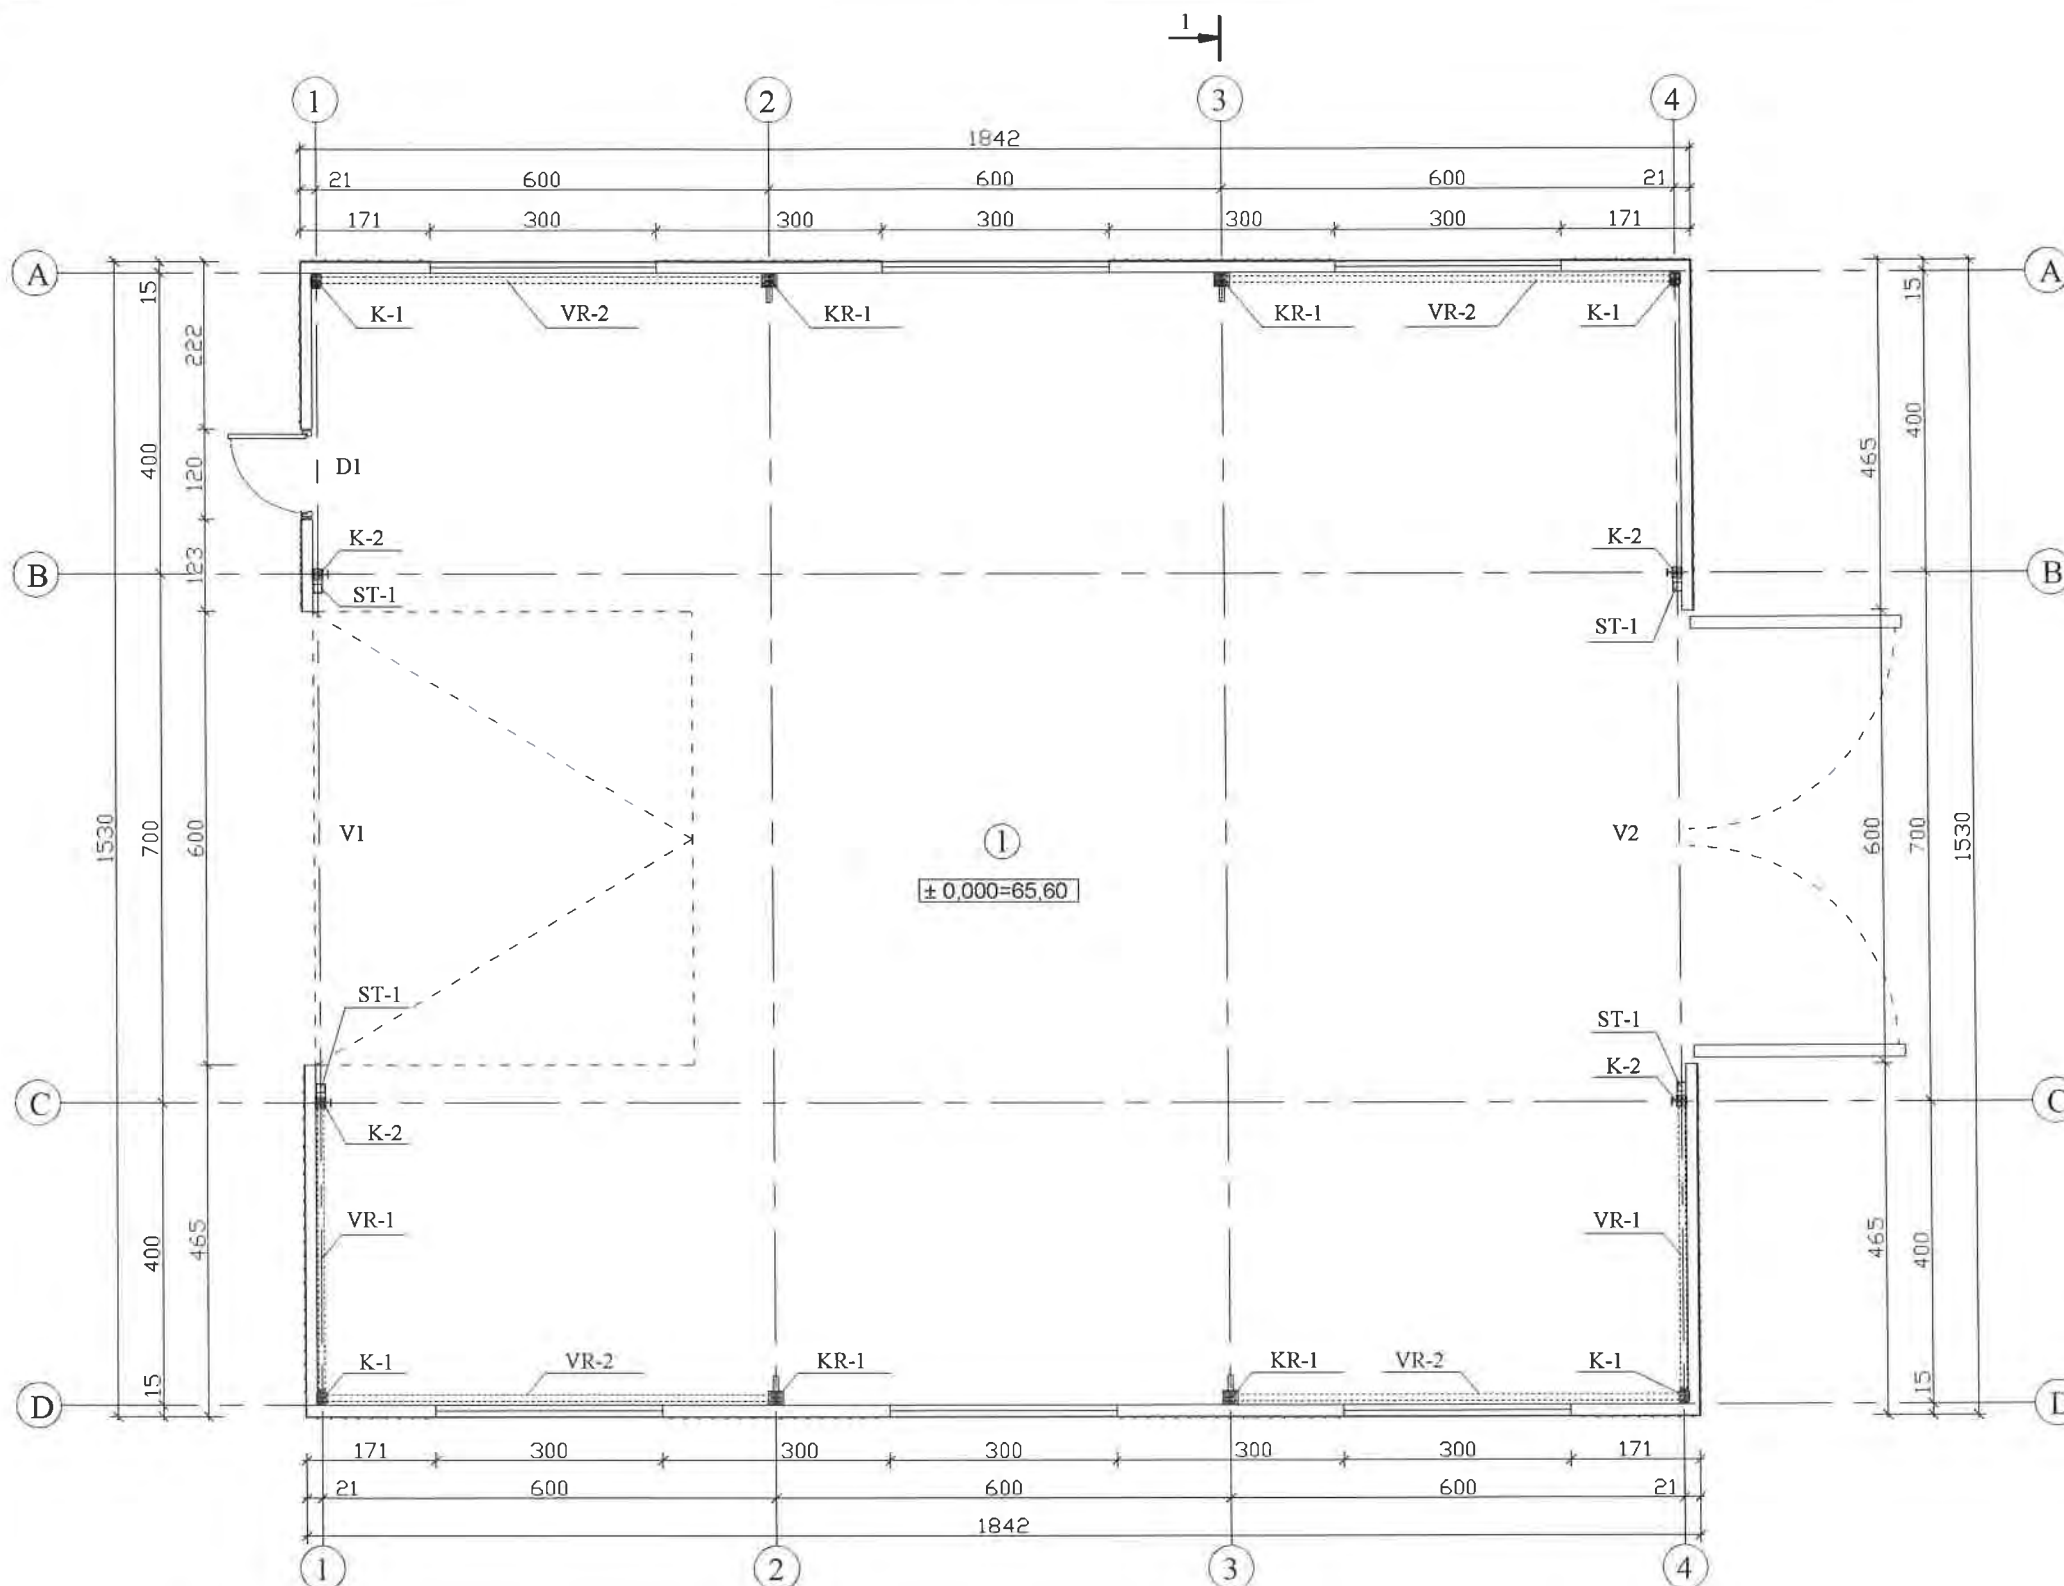 1
1 2 3 4
1842
21 600 600 600 21
171 300 300 300 300 300 171
A A
15 15
K-1 VR-2 KR-1 KR-1 VR-2 K-1
222
400 400
465
120
D1
K-2 K-2
123
B B
ST-1
ST-1
1530 700 600 V1 1 V2 600 700 1530
± 0,000=65,60
ST-1
ST-1
K-2
C C
K-2
VR-1 VR-1
465 465
400 400
K-1 VR-2 KR-1 KR-1 VR-2 K-1
15 15
D
171 300 300 300 300 300 171
21 600 600 600 21
1842
1 2 3 4